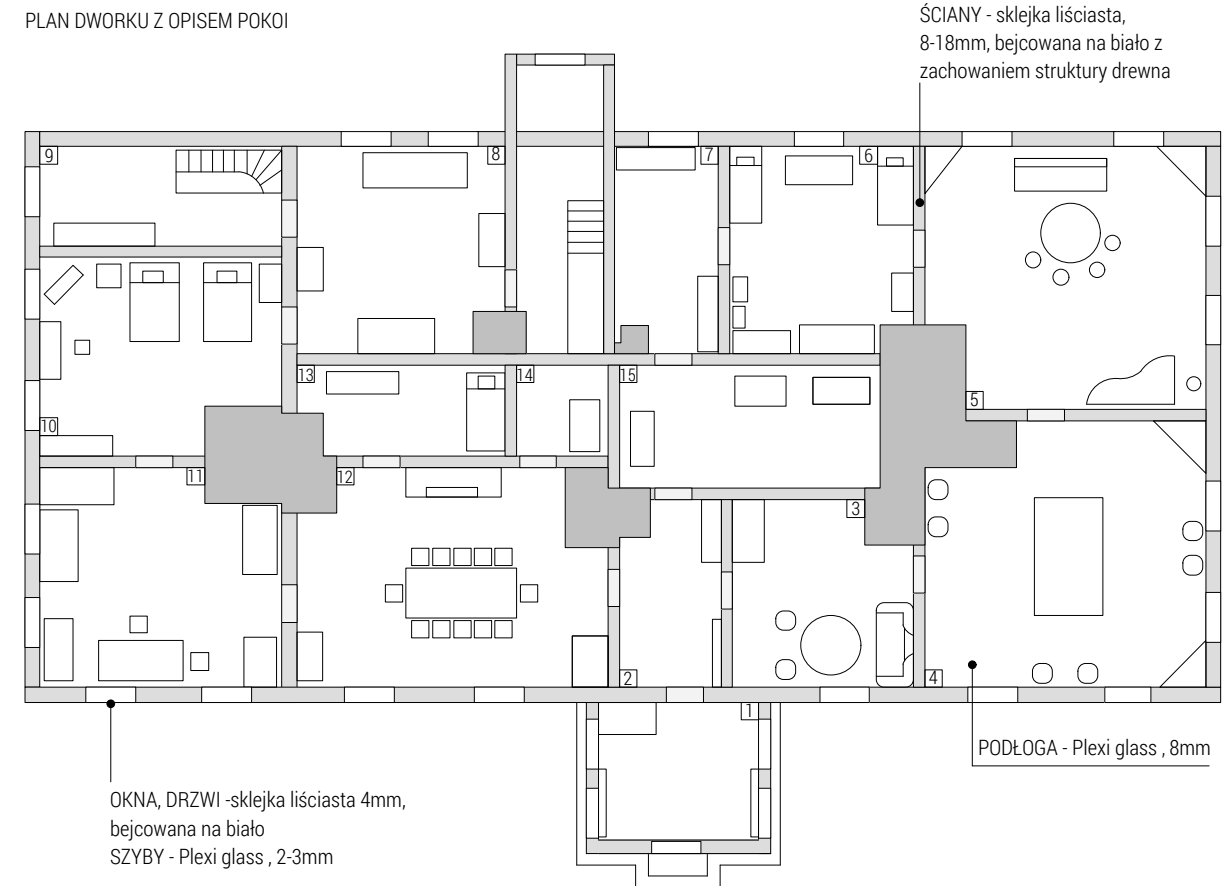 PLAN DWORKU Z OPISEM POKOI
ŚCIANY - sklejka liściasta,
8-18mm, bejcowana na biało z
zachowaniem struktury drewna
9
8
7
6
5
10
13
14
15
11
12
3
2
4
1
PODŁOGA - Plexi glass , 8mm
OKNA, DRZWI -sklejka liściasta 4mm,
bejcowana na biało
SZYBY - Plexi glass , 2-3mm